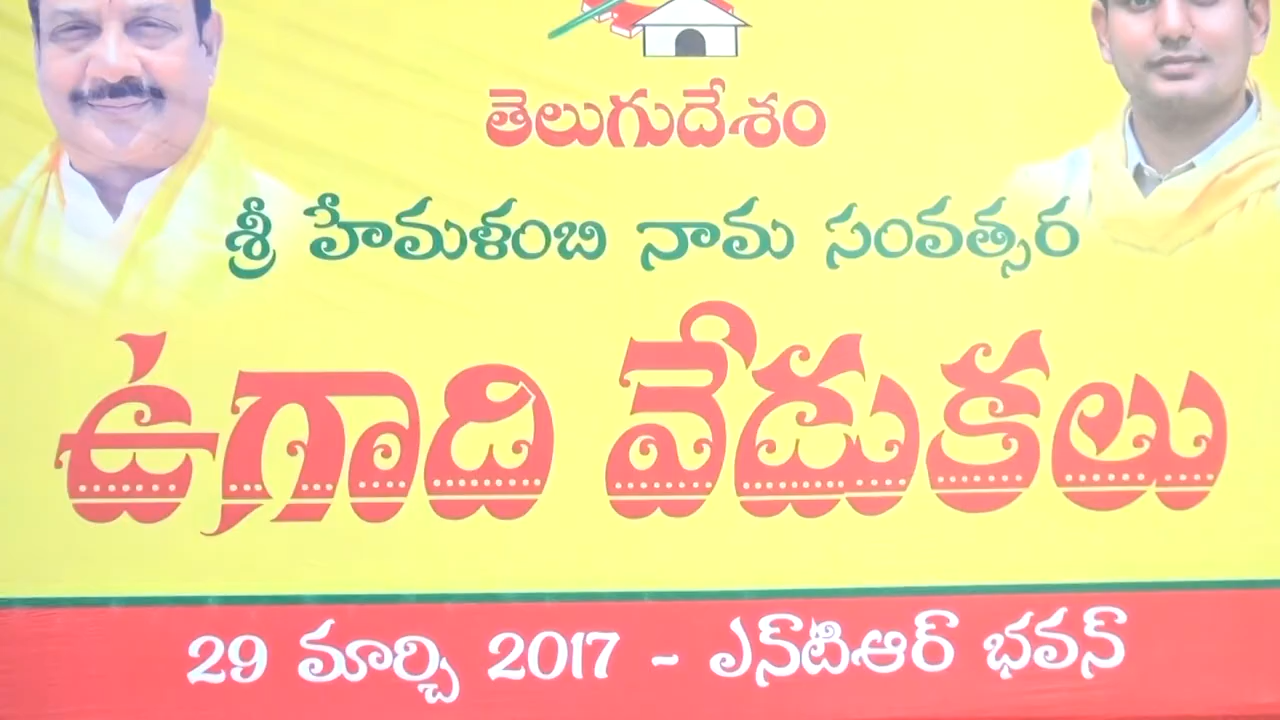 తెలుగుదేశం
శ్రీ హేమళంబి నామ సంవత్సర
ఉగాది వేడుకలు
29 మార్చి 2017 - ఎన్‌టిఆర్ భవన్